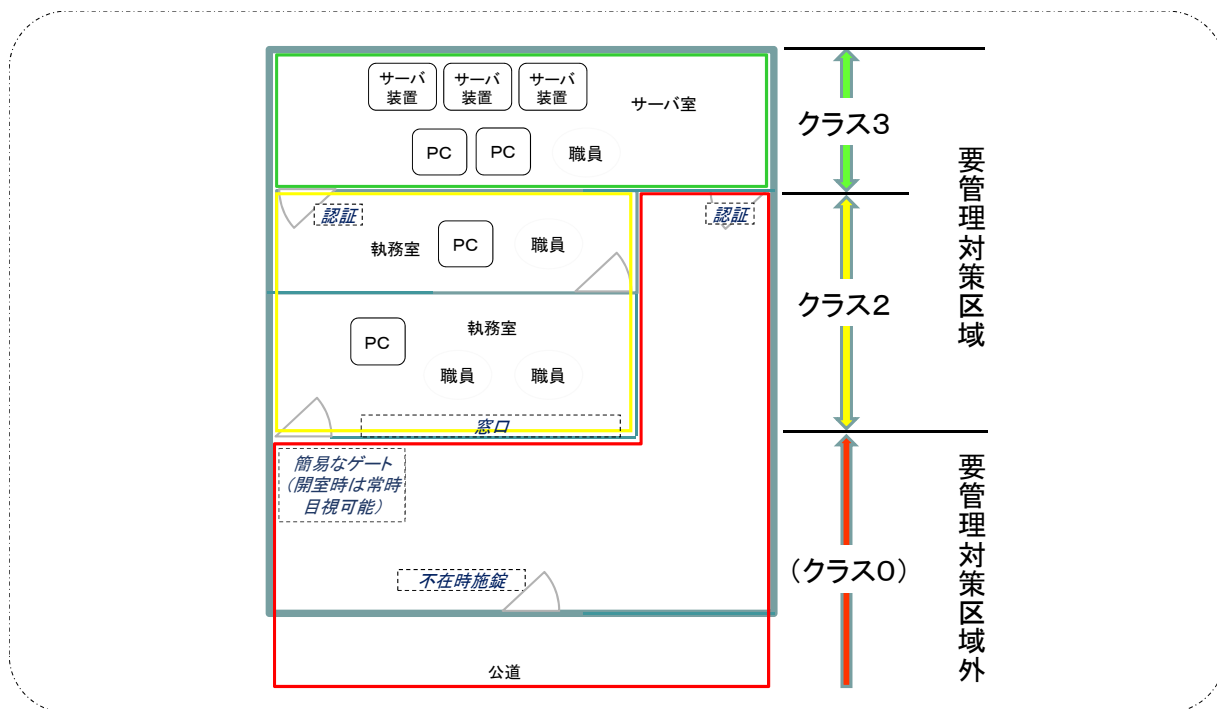 サーバ
装置
サーバ
装置
サーバ
装置
サーバ室
PC
PC
職員
クラス3
認証
認証
執務室
PC
職員
要管理対策区域
クラス2
執務室
PC
職員
職員
窓口
簡易なゲート
（開室時は常時
目視可能）
不在時施錠
（クラス0）
要管理対策区域外
公道